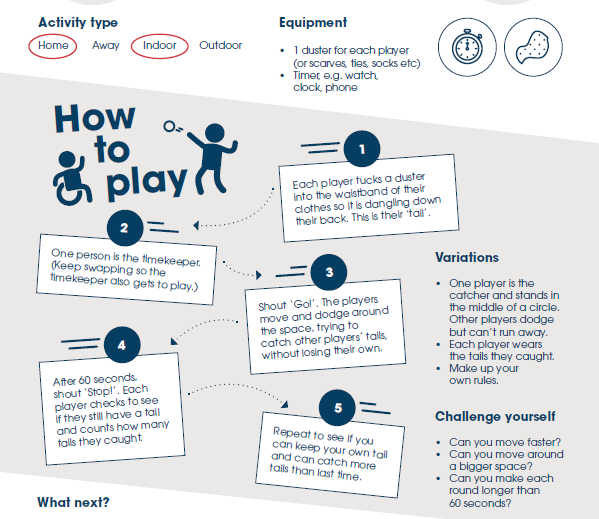 Activity type
Home Away Indoor Outdoor
Equipment
• 1 duster for each player
(or scarves, ties, socks etc)
• Timer, e.g. watch,
clock, phone
How
to
play
1
Each player tucks a duster
into the waistband of their
clothes so it is dangling down
their back. This is their 'tail'.
2
One person is the timekeeper.
(Keep swapping so the
timekeeper also gets to play.)
3
Shout 'Go!'. The players
move and dodge around
the space, trying to
catch other players' tails,
without losing their own.
4
After 60 seconds,
shout 'Stop!'. Each
player checks to see
if they still have a tail
and counts how many
tails they caught.
5
Repeat to see if you
can keep your own tail
and can catch more
tails than last time.
Variations
• One player is the
catcher and stands in
the middle of a circle.
Other players dodge
but can't run away.
• Each player wears
the tails they caught.
• Make up your
own rules.
Challenge yourself
• Can you move faster?
• Can you move around
a bigger space?
• Can you make each
round longer than
60 seconds?
What next?